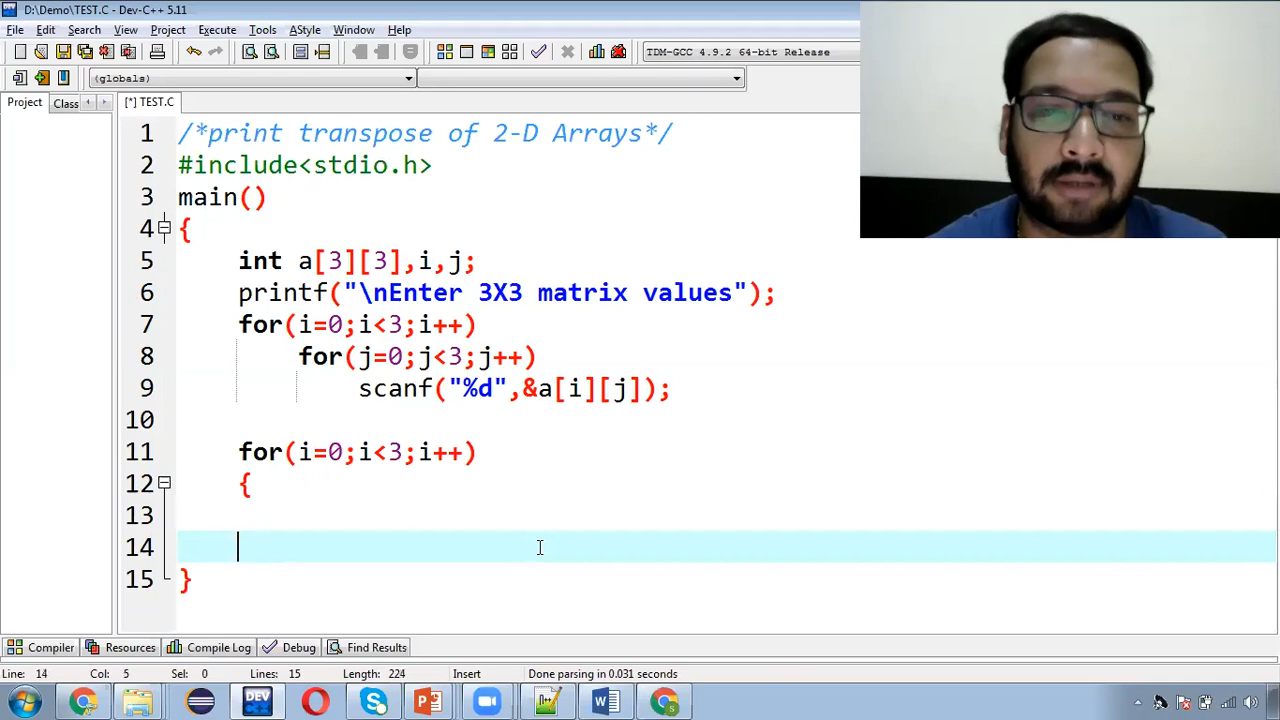 D:\Demo\TEST.C - Dev-C++ 5.11
File Edit Search View Project Execute Tools AStyle Window Help
TDM-GCC 4.9.2 64-bit Release
(globals)
Project Class [*] TEST.C
1 /*print transpose of 2-D Arrays*/
2 #include<stdio.h>
3 main()
4 {
5 int a[3][3],i,j;
6 printf("\nEnter 3X3 matrix values");
7 for(i=0;i<3;i++)
8 for(j=0;j<3;j++)
9 scanf("%d",&a[i][j]);
10
11 for(i=0;i<3;i++)
12 {
13
14
15 }
Compiler Resources Compile Log Debug Find Results
Line: 14 Col: 5 Sel: 0 Lines: 15 Length: 224 Insert Done parsing in 0.031 seconds